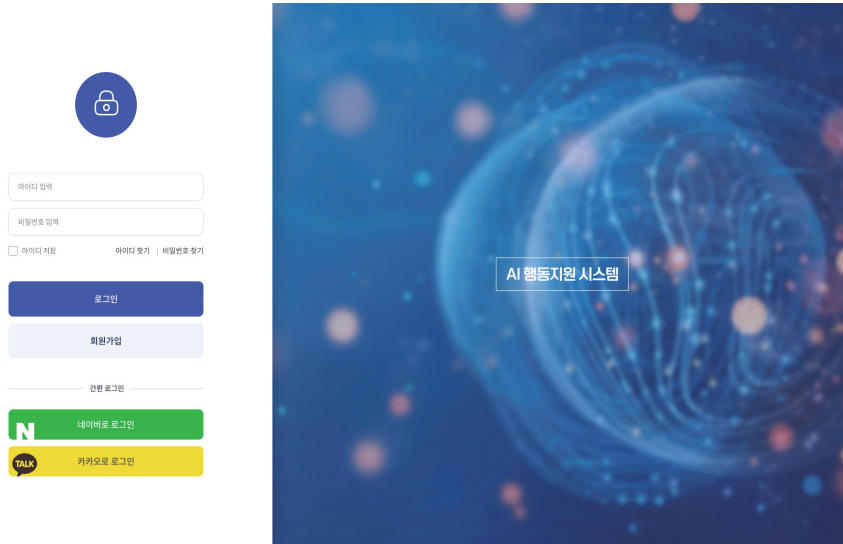 아이디 입력
비밀번호 입력
아이디 저장 아이디 찾기 | 비밀번호 찾기
로그인
회원가입
간편 로그인
N 네이버로 로그인
TALK 카카오로 로그인
AI 행동지원 시스템